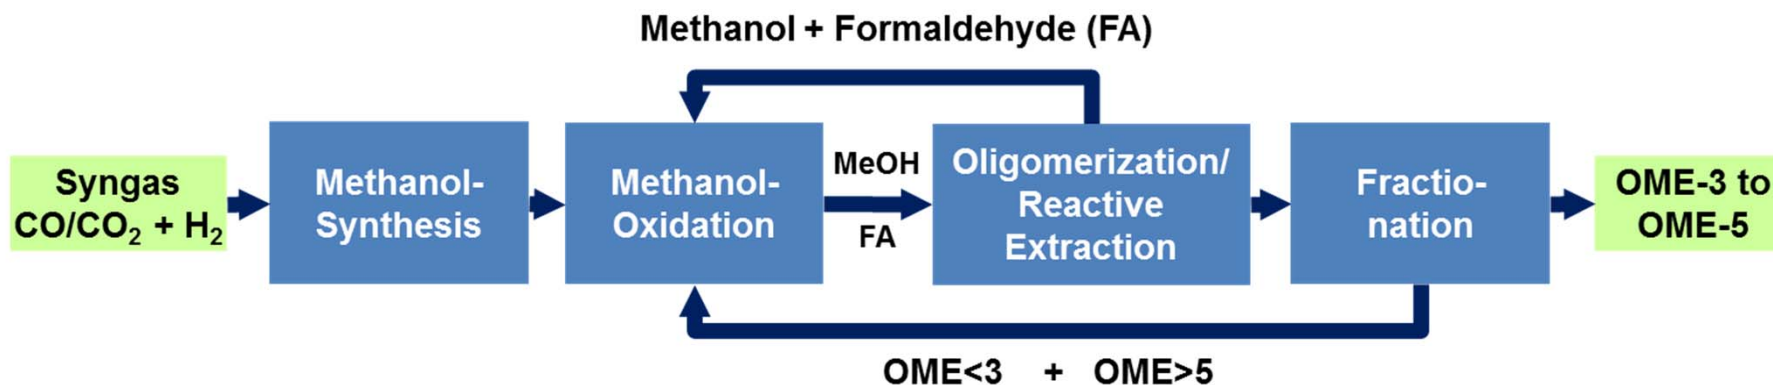 Methanol + Formaldehyde (FA)
Syngas
CO/CO₂ + H₂
Methanol-
Synthesis
Methanol-
Oxidation
MeOH
FA
Oligomerization/
Reactive
Extraction
Fractio-
nation
OME-3 to
OME-5
OME<3 + OME>5